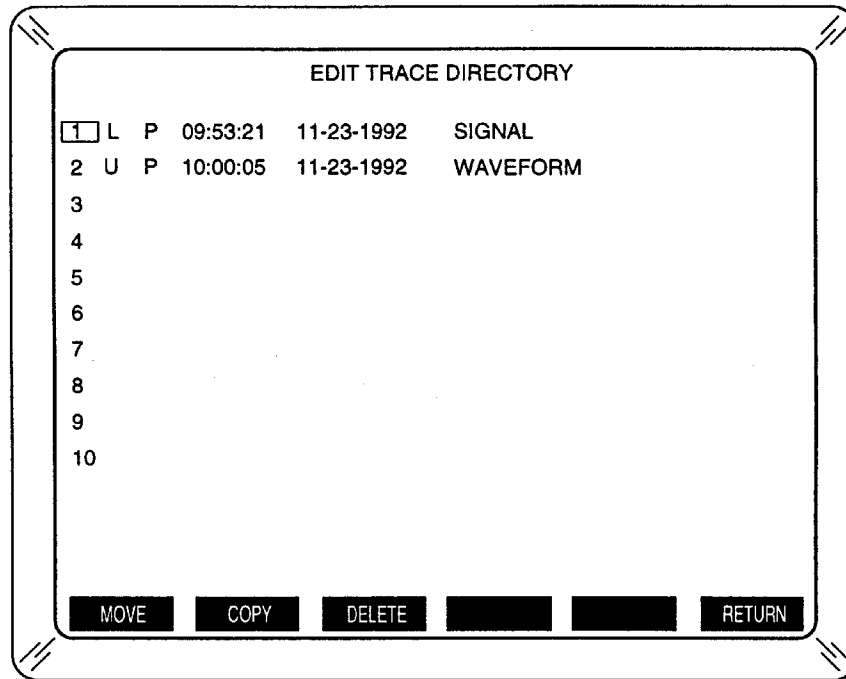 EDIT TRACE DIRECTORY
1 L P 09:53:21 11-23-1992 SIGNAL
2 U P 10:00:05 11-23-1992 WAVEFORM
3
4
5
6
7
8
9
10
MOVE COPY DELETE RETURN